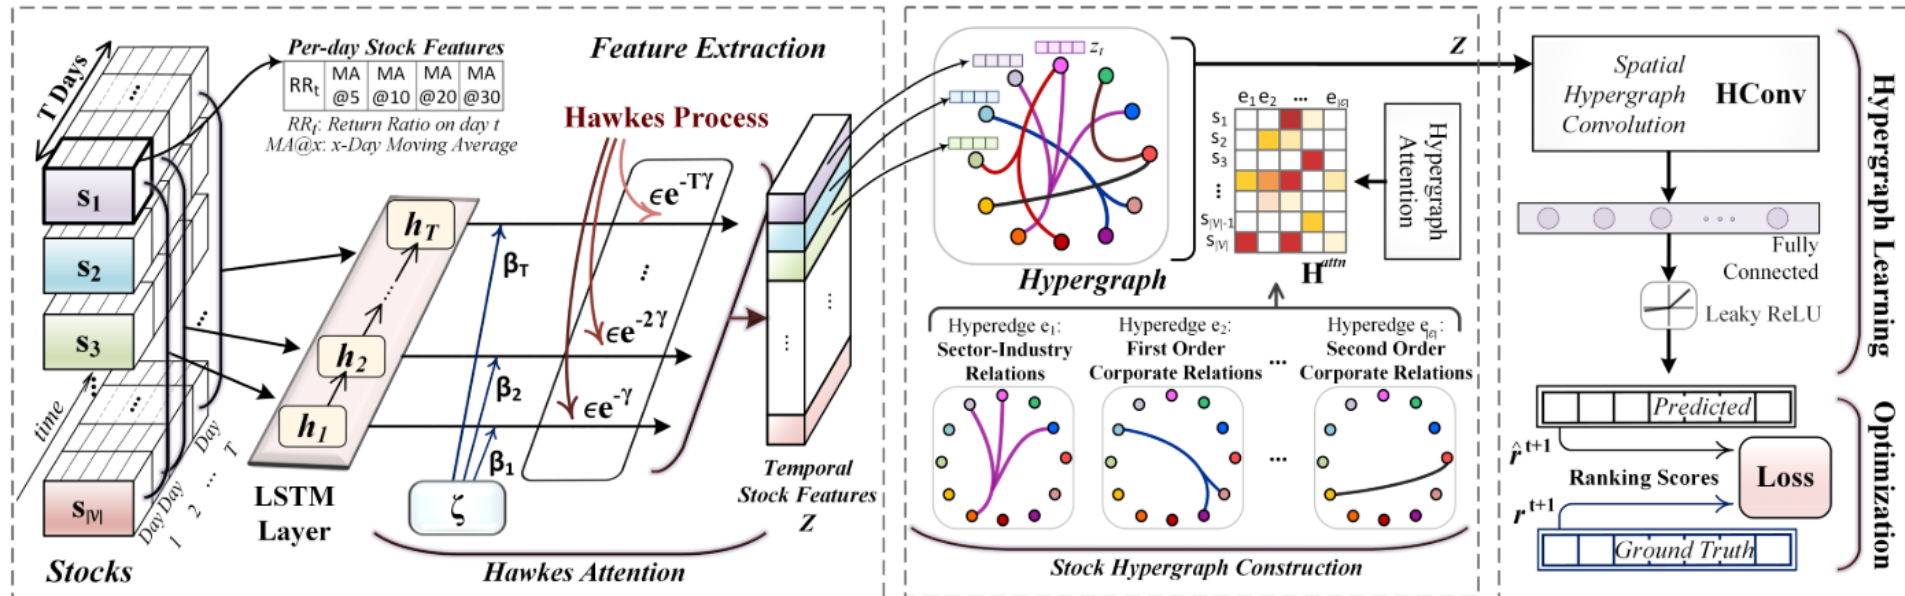 T Days
Per-day Stock Features
RRt
MA @5
MA @10
MA @20
MA @30
RRt: Return Ratio on day t
MA@x: x-Day Moving Average
Feature Extraction
Hawkes Process
s1
s2
s3
s|V|
time
Day 1
Day 2
...
Day T
Stocks
hT
h2
h1
LSTM
Layer
βT
β2
β1
ζ
ϵe-Tγ
ϵe-2γ
ϵe-γ
Hawkes Attention
Temporal
Stock Features
Z
zt
Hypergraph
e1 e2 ... e|ℰ|
s1
s2
s3
⋮
s|V|-1
s|V|
Hattn
Hypergraph
Attention
Hyperedge e1:
Sector-Industry
Relations
Hyperedge e2:
First Order
Corporate Relations
...
Hyperedge e|ℰ|:
Second Order
Corporate Relations
...
Stock Hypergraph Construction
Z
Spatial
Hypergraph
Convolution
HConv
Fully
Connected
Leaky ReLU
Hypergraph Learning
Predicted
r̂t+1
Ranking Scores
Loss
rt+1
Ground Truth
Optimization